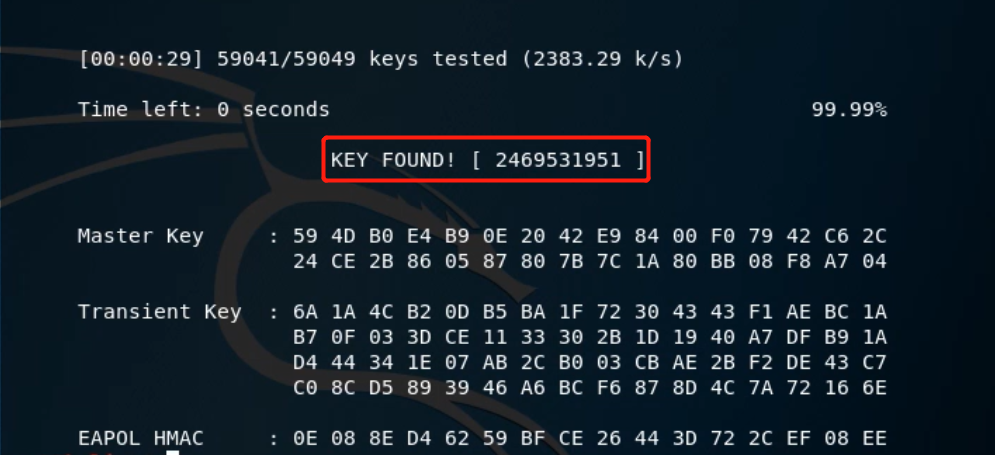 [00:00:29] 59041/59049 keys tested (2383.29 k/s)
Time left: 0 seconds 99.99%
KEY FOUND! [ 2469531951 ]
Master Key : 59 4D B0 E4 B9 0E 20 42 E9 84 00 F0 79 42 C6 2C
24 CE 2B 86 05 87 80 7B 7C 1A 80 BB 08 F8 A7 04
Transient Key : 6A 1A 4C B2 0D B5 BA 1F 72 30 43 43 F1 AE BC 1A
B7 0F 03 3D CE 11 33 30 2B 1D 19 40 A7 DF B9 1A
D4 44 34 1E 07 AB 2C B0 03 CB AE 2B F2 DE 43 C7
C0 8C D5 89 39 46 A6 BC F6 87 8D 4C 7A 72 16 6E
EAPOL HMAC : 0E 08 8E D4 62 59 BF CE 26 44 3D 72 2C EF 08 EE